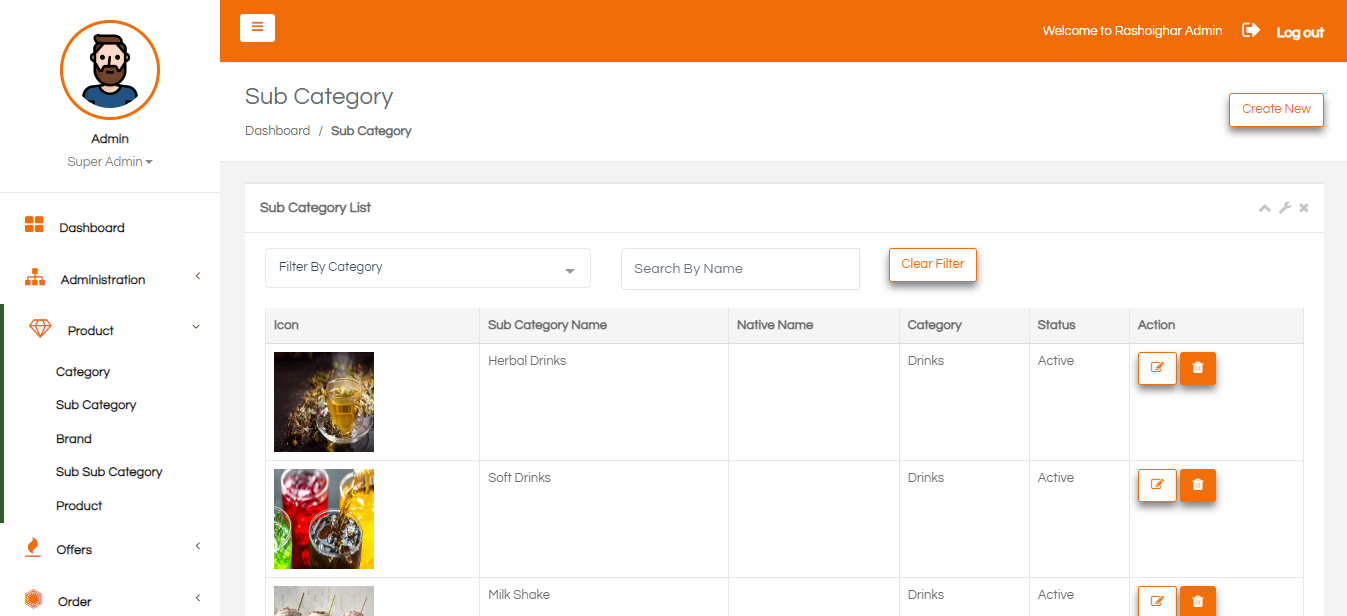 Welcome to Rashoighar Admin
Log out
Admin
Super Admin
Dashboard
Administration
Product
Category
Sub Category
Brand
Sub Sub Category
Product
Offers
Order
Sub Category
Dashboard / Sub Category
Create New
Sub Category List
Filter By Category
Search By Name
Clear Filter
Icon Sub Category Name Native Name Category Status Action
Herbal Drinks Drinks Active
Soft Drinks Drinks Active
Milk Shake Drinks Active